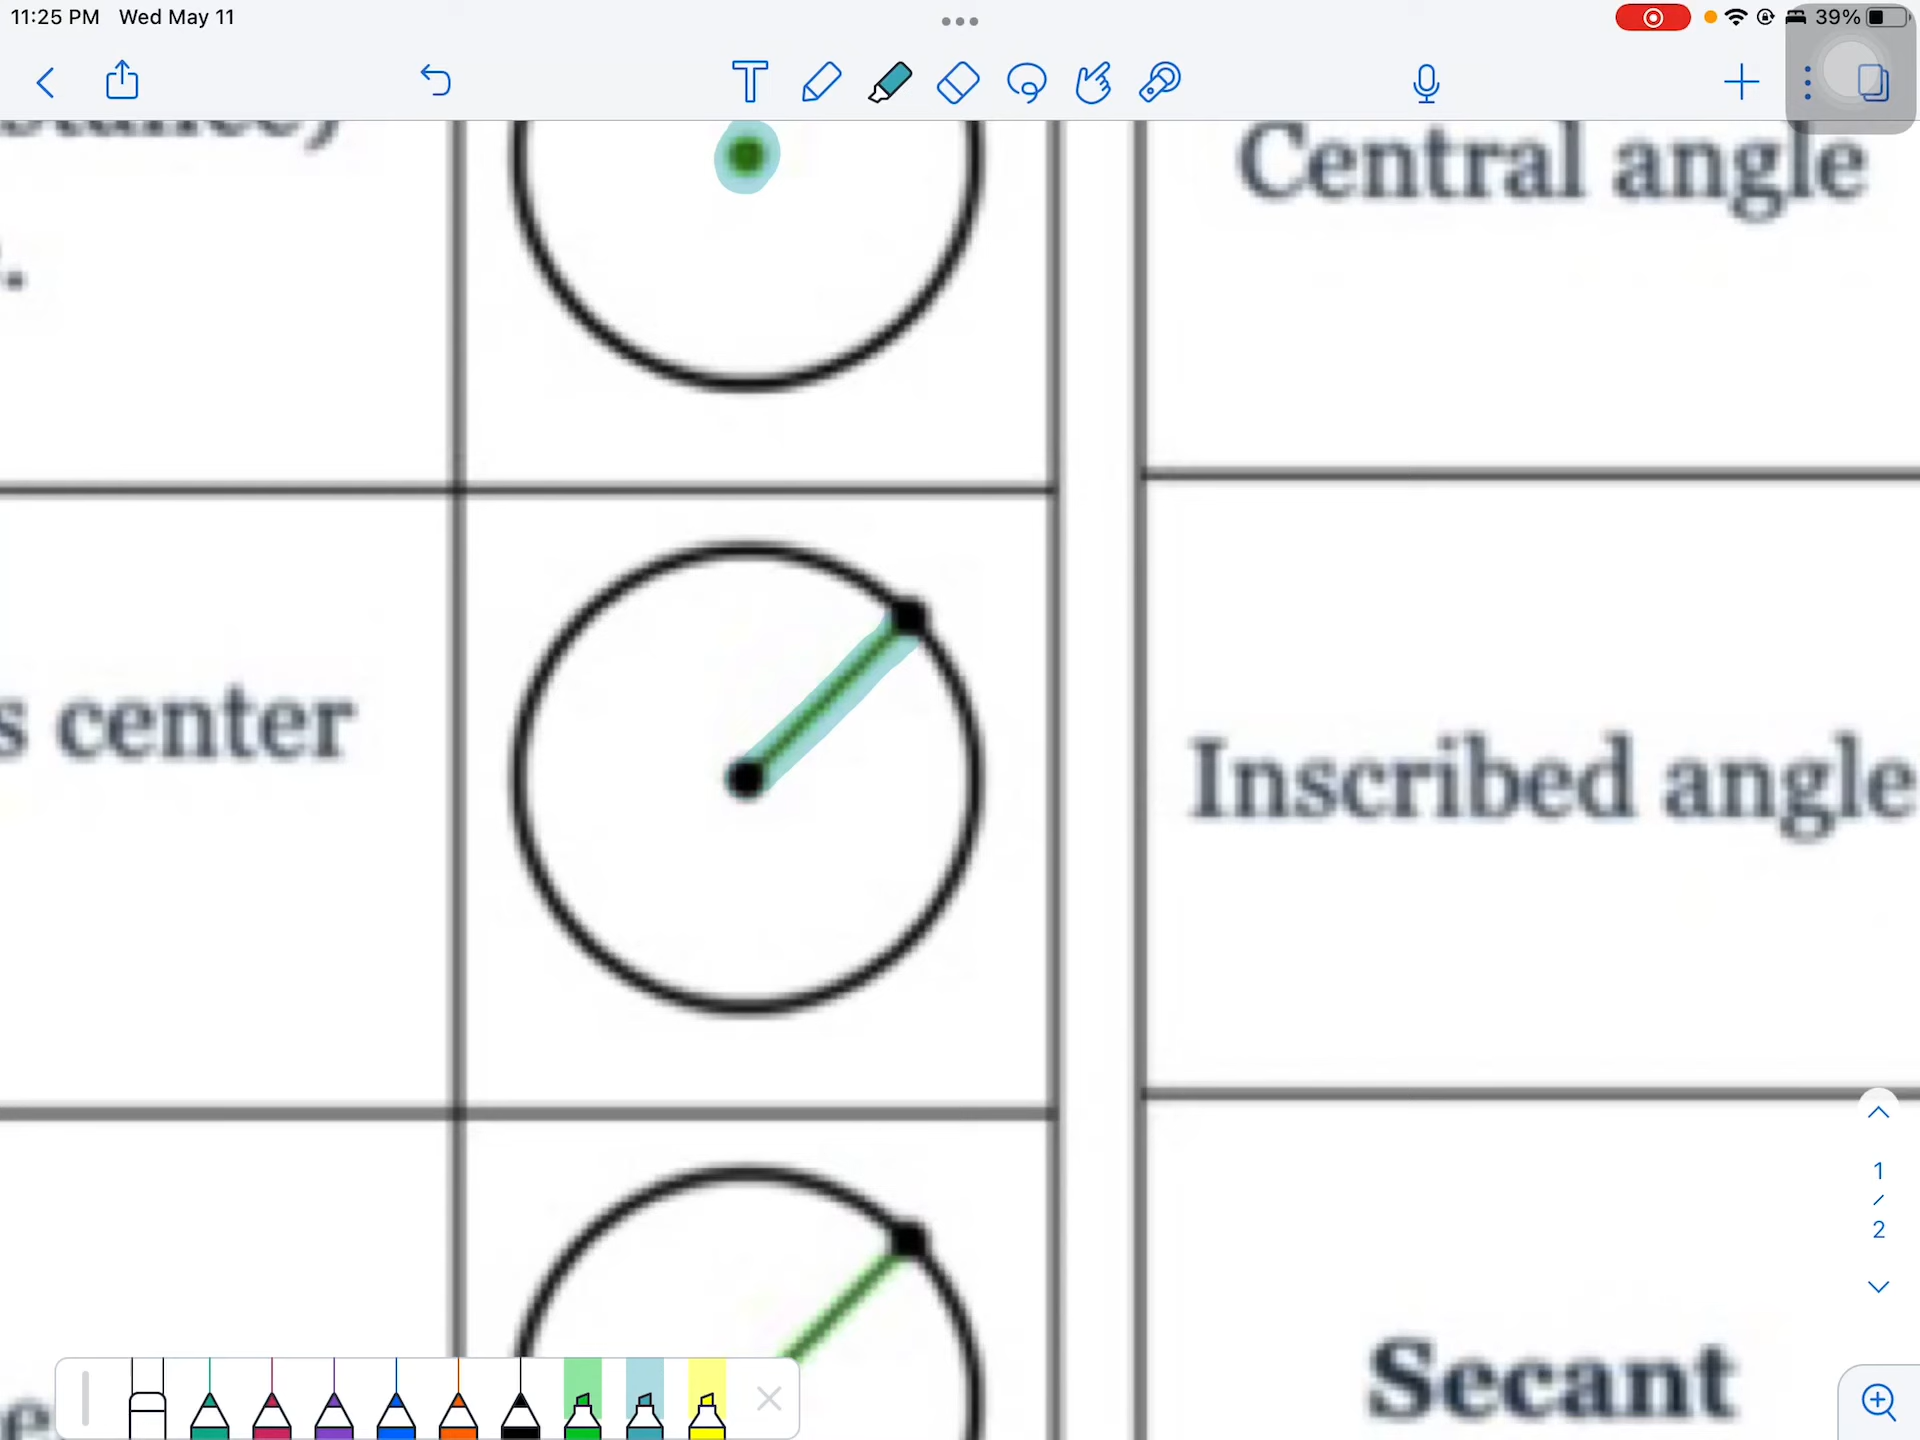 11:25 PM Wed May 11
39%
Central angle
.
s center
Inscribed angle
1
/
2
Secant